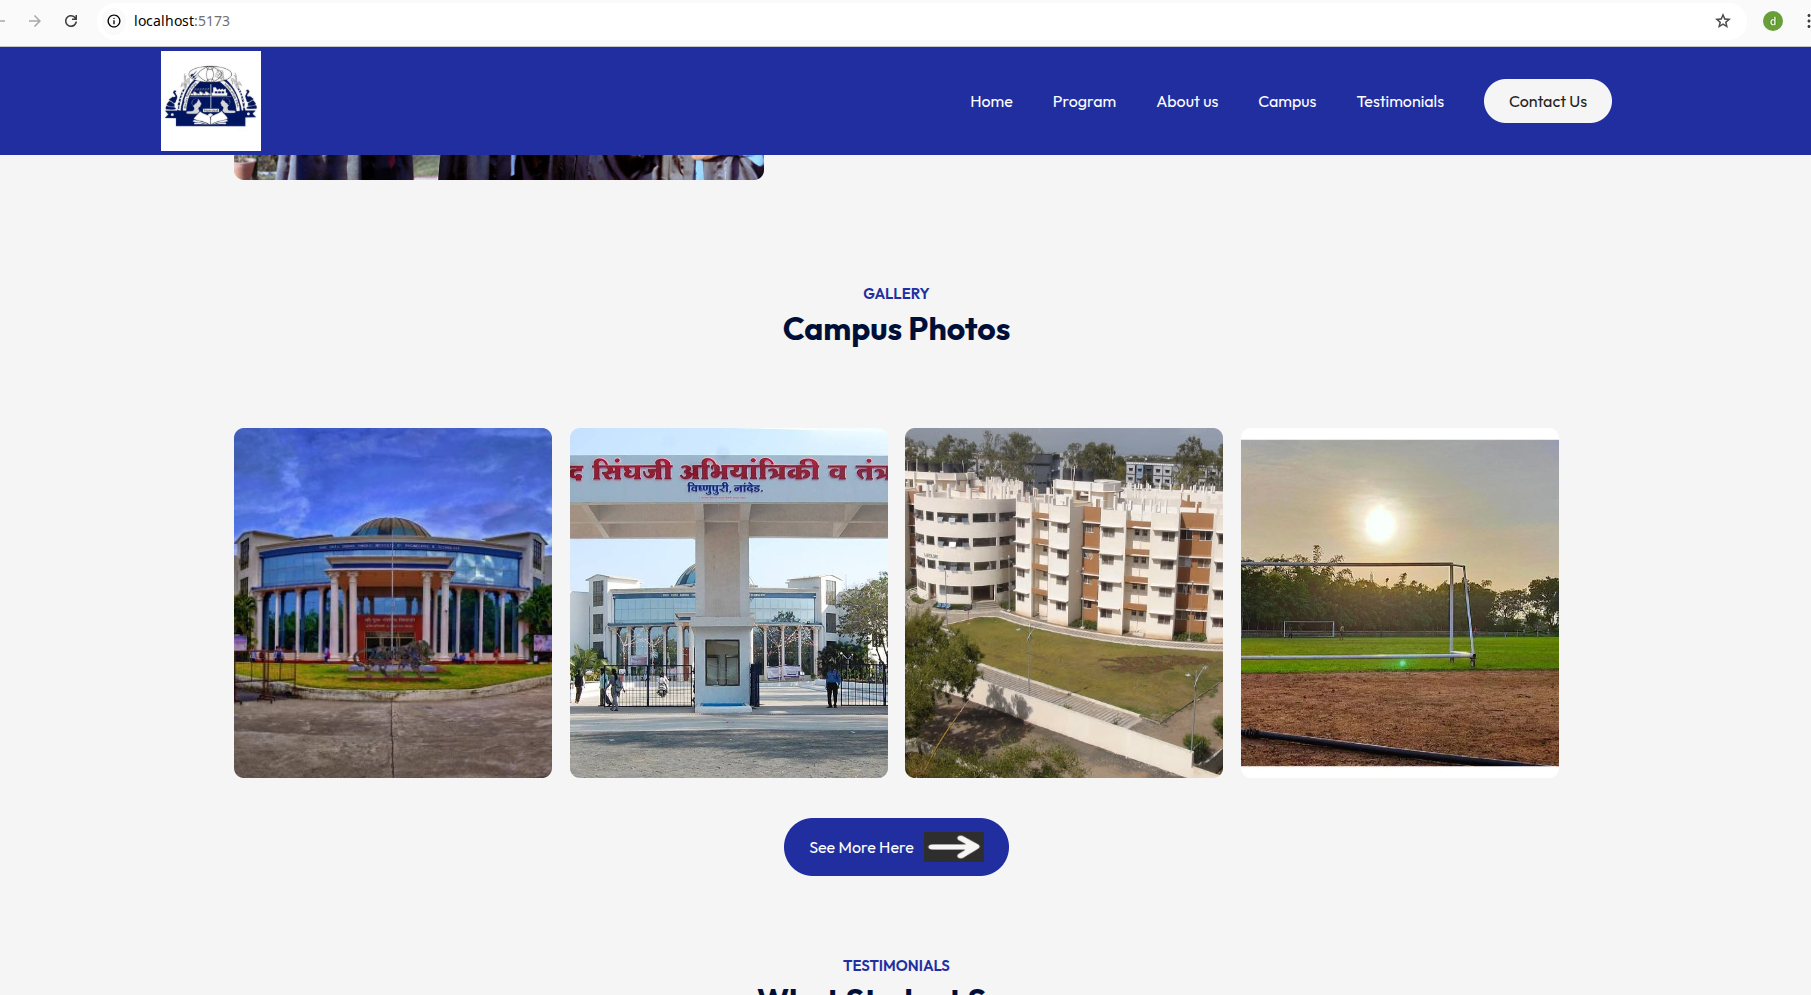 localhost:5173
Home Program About us Campus Testimonials Contact Us
GALLERY
Campus Photos
द सिंघजी अभियांत्रिकी व तंत्र
विष्णुपुरी, नांदेड.
See More Here
TESTIMONIALS